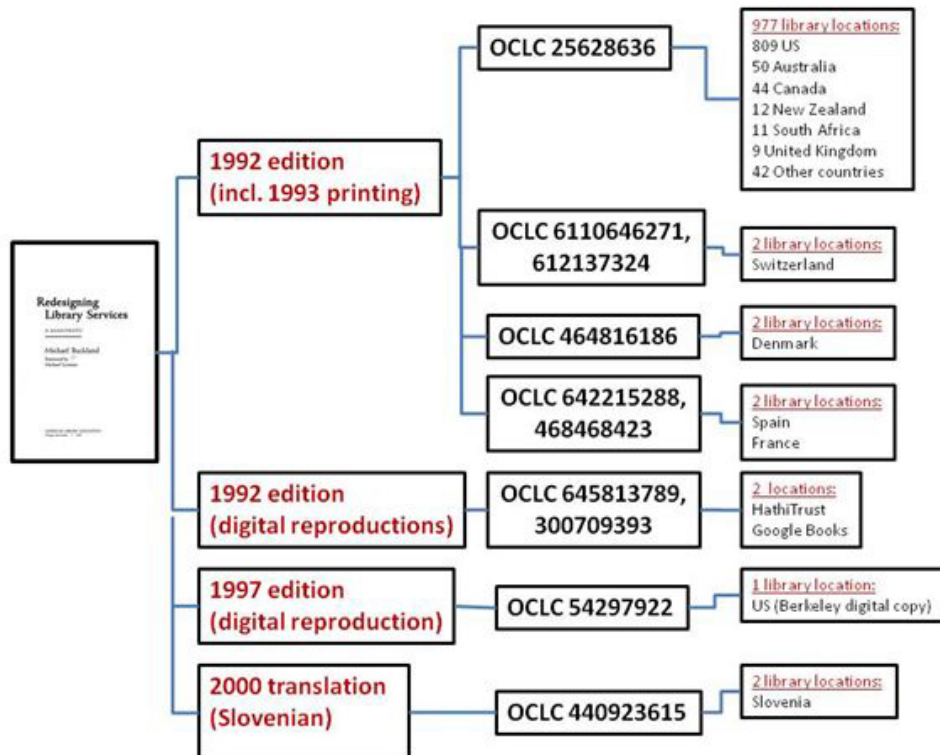 Redesigning
Library Services
A MANIFESTO
Michael Buckland
1992 edition
(incl. 1993 printing)
OCLC 25628636
977 library locations:
809 US
50 Australia
44 Canada
12 New Zealand
11 South Africa
9 United Kingdom
42 Other countries
OCLC 6110646271,
612137324
2 library locations:
Switzerland
OCLC 464816186
2 library locations:
Denmark
OCLC 642215288,
468468423
2 library locations:
Spain
France
1992 edition
(digital reproductions)
OCLC 645813789,
300709393
2 locations:
HathiTrust
Google Books
1997 edition
(digital reproduction)
OCLC 54297922
1 library location:
US (Berkeley digital copy)
2000 translation
(Slovenian)
OCLC 440923615
2 library locations:
Slovenia